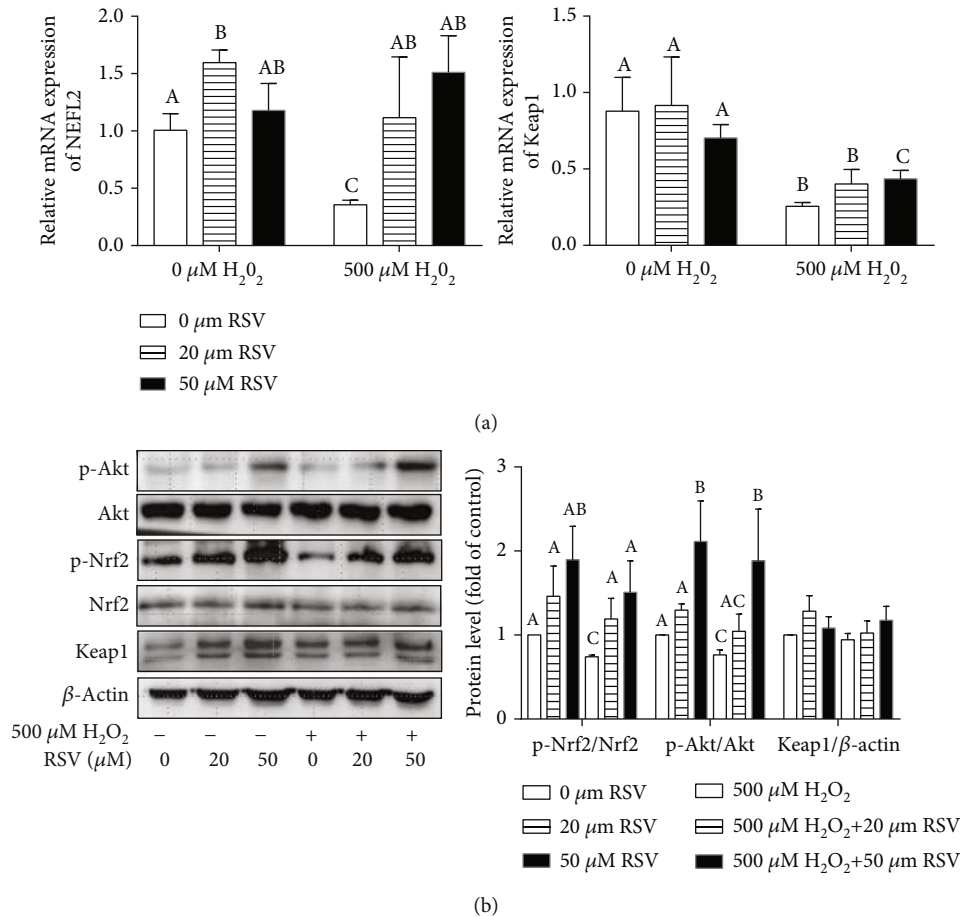 Relative mRNA expression
of NEFL2
2.0
1.5
1.0
0.5
0.0
A
B
AB
C
AB
AB
0 μM H₂0₂
500 μM H₂0₂
Relative mRNA expression
of Keap1
1.5
1.0
0.5
0.0
A
A
A
B
B
C
0 μM H₂0₂
500 μM H₂0₂
0 μm RSV
20 μm RSV
50 μM RSV
(a)
p-Akt
Akt
p-Nrf2
Nrf2
Keap1
β-Actin
500 μM H₂O₂ − − − + + +
RSV (μM) 0 20 50 0 20 50
Protein level (fold of control)
3
2
1
0
A
A
AB
C
A
A
A
A
B
C
AC
B
p-Nrf2/Nrf2
p-Akt/Akt
Keap1/β-actin
0 μm RSV
20 μm RSV
50 μM RSV
500 μM H₂O₂
500 μM H₂O₂+20 μm RSV
500 μM H₂O₂+50 μm RSV
(b)